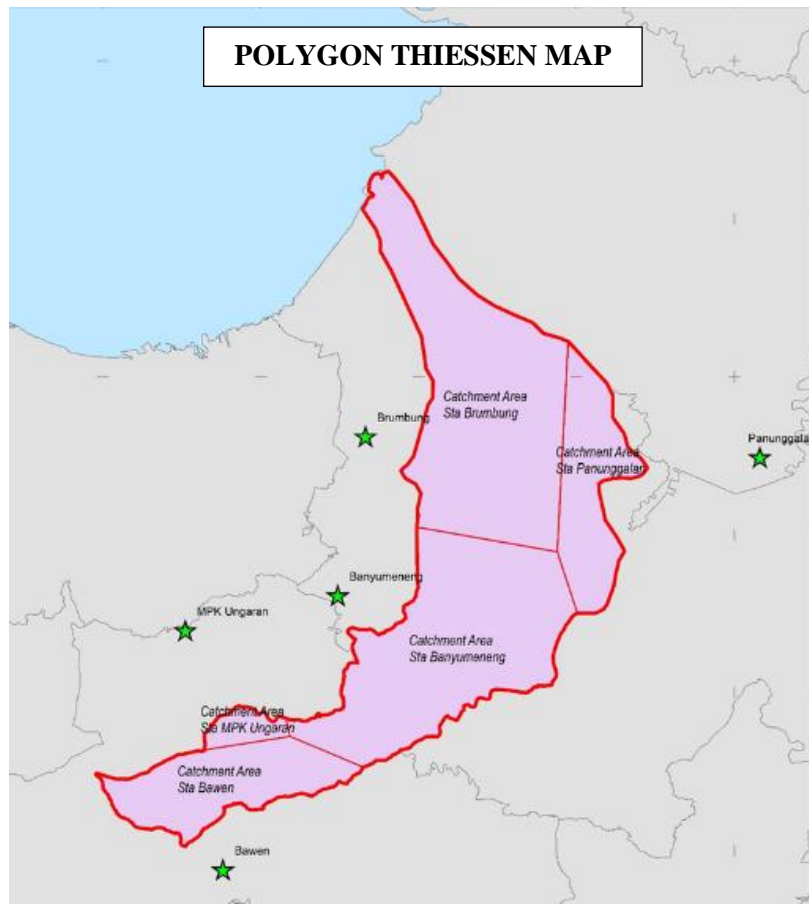 POLYGON THIESSEN MAP
Catchment Area
Sta Brumbung
Brumbung
Catchment Area
Sta Panunggalan
Panunggala
Banyumeneng
MPK Ungaran
Catchment Area
Sta Banyumeneng
Catchment Area
Sta MPK Ungaran
Catchment Area
Sta Bawen
Bawen